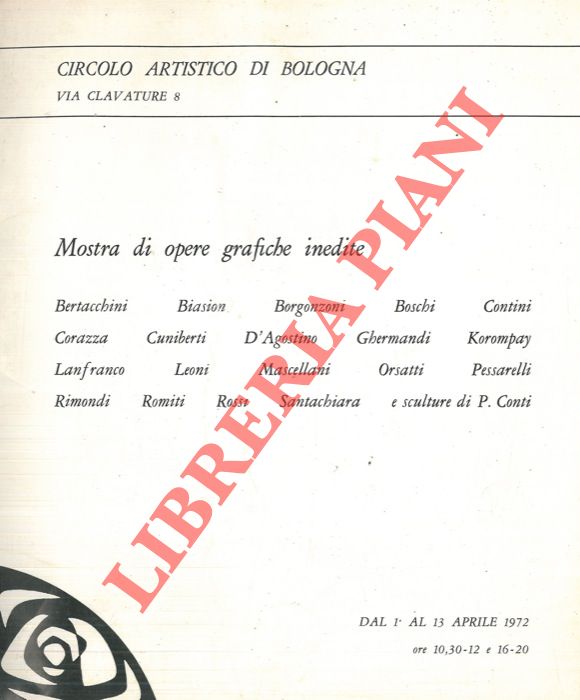 CIRCOLO ARTISTICO DI BOLOGNA
VIA CLAVATURE 8
Mostra di opere grafiche inedite
Bertacchini Biasion Borgonzoni Boschi Contini
Corazza Cuniberti D'Agostino Ghermandi Korompay
Lanfranco Leoni Mascellani Orsatti Pessarelli
Rimondi Romiti Rossi Santachiara e sculture di P. Conti
DAL 1° AL 13 APRILE 1972
ore 10,30-12 e 16-20
LIBRERIA PIANI